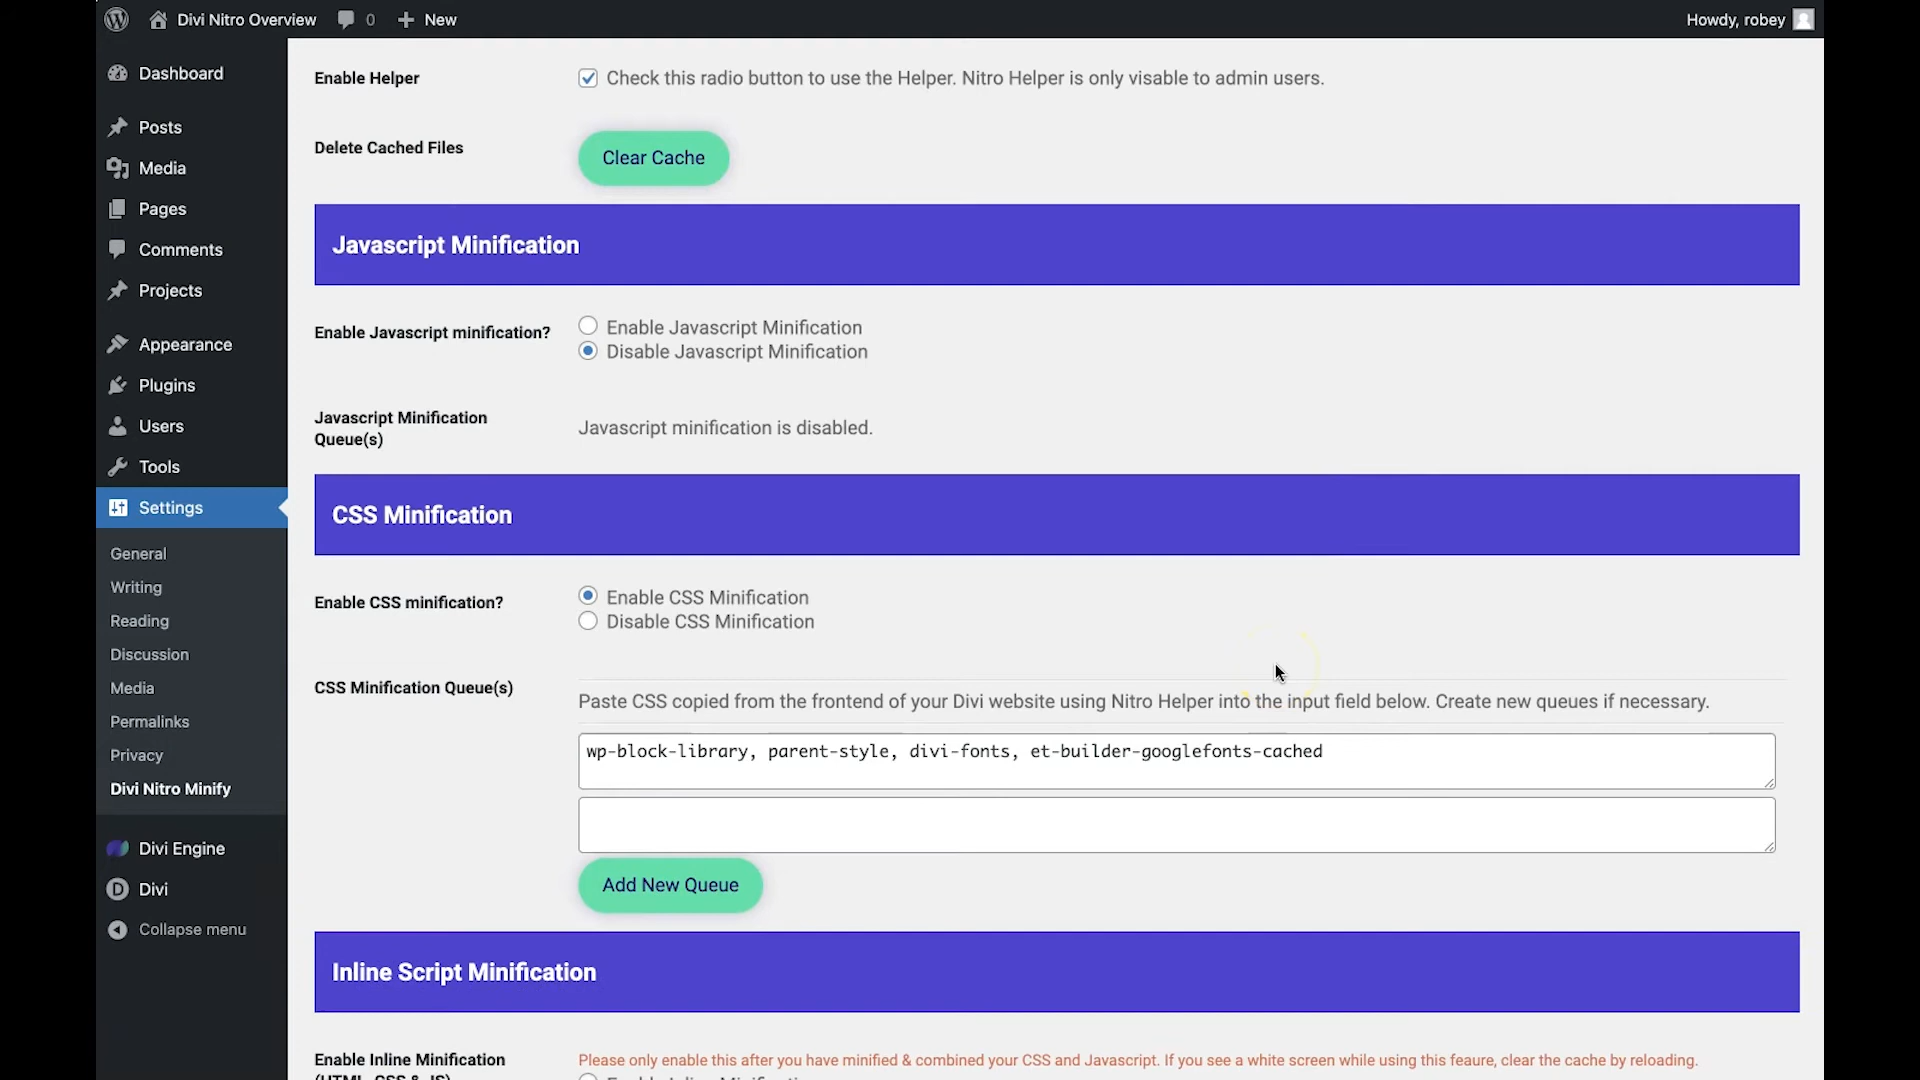 Divi Nitro Overview
0
New
Howdy, robey
Dashboard
Posts
Media
Pages
Comments
Projects
Appearance
Plugins
Users
Tools
Settings
General
Writing
Reading
Discussion
Media
Permalinks
Privacy
Divi Nitro Minify
Divi Engine
D
Divi
Collapse menu
Enable Helper
Check this radio button to use the Helper. Nitro Helper is only visable to admin users.
Delete Cached Files
Clear Cache
Javascript Minification
Enable Javascript minification?
Enable Javascript Minification
Disable Javascript Minification
Javascript Minification
Queue(s)
Javascript minification is disabled.
CSS Minification
Enable CSS minification?
Enable CSS Minification
Disable CSS Minification
CSS Minification Queue(s)
Paste CSS copied from the frontend of your Divi website using Nitro Helper into the input field below. Create new queues if necessary.
wp-block-library, parent-style, divi-fonts, et-builder-googlefonts-cached
Add New Queue
Inline Script Minification
Enable Inline Minification
(HTML, CSS & JS)
Please only enable this after you have minified & combined your CSS and Javascript. If you see a white screen while using this feaure, clear the cache by reloading.